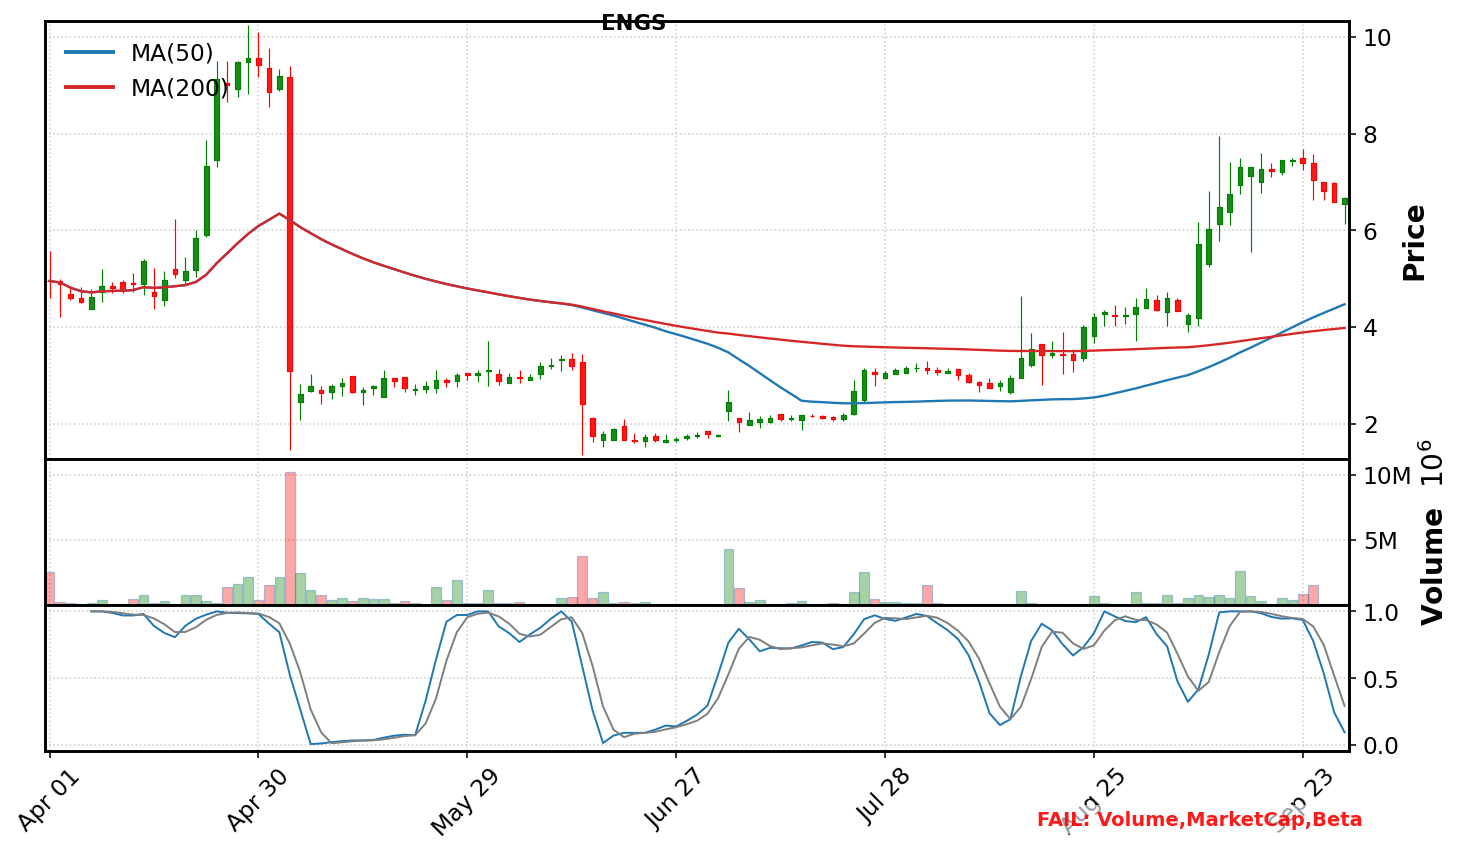 ENGS
MA(50)
MA(200)
10
8
6
4
2
Price
10M
5M
Volume 10^6
1.0
0.5
0.0
Apr 01
Apr 30
May 29
Jun 27
Jul 28
Aug 25
Sep 23
FAIL: Volume,MarketCap,Beta